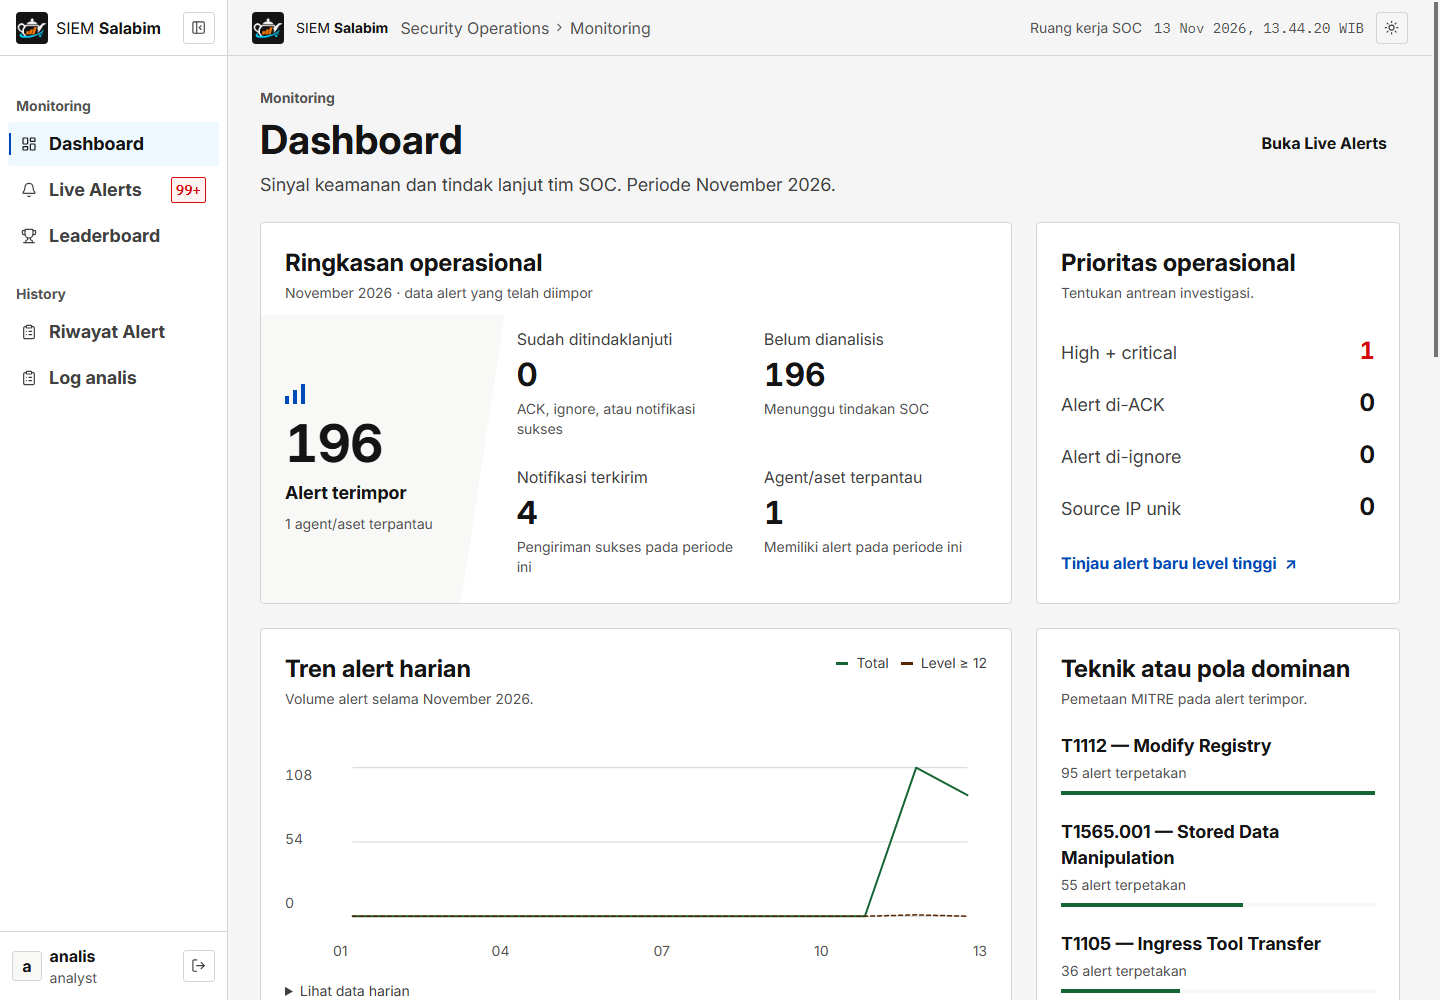 SIEM Salabim
Monitoring
Dashboard
Live Alerts 99+
Leaderboard
History
Riwayat Alert
Log analis
a analis
analyst
SIEM Salabim Security Operations › Monitoring
Ruang kerja SOC 13 Nov 2026, 13.44.20 WIB
Monitoring
Dashboard
Sinyal keamanan dan tindak lanjut tim SOC. Periode November 2026.
Buka Live Alerts
Ringkasan operasional
November 2026 · data alert yang telah diimpor
196
Alert terimpor
1 agent/aset terpantau
Sudah ditindaklanjuti
0
ACK, ignore, atau notifikasi
sukses
Belum dianalisis
196
Menunggu tindakan SOC
Notifikasi terkirim
4
Pengiriman sukses pada periode
ini
Agent/aset terpantau
1
Memiliki alert pada periode ini
Prioritas operasional
Tentukan antrean investigasi.
High + critical 1
Alert di-ACK 0
Alert di-ignore 0
Source IP unik 0
Tinjau alert baru level tinggi
Tren alert harian
Volume alert selama November 2026.
Total Level ≥ 12
108
54
0
01 04 07 10 13
Lihat data harian
Teknik atau pola dominan
Pemetaan MITRE pada alert terimpor.
T1112 — Modify Registry
95 alert terpetakan
T1565.001 — Stored Data
Manipulation
55 alert terpetakan
T1105 — Ingress Tool Transfer
36 alert terpetakan